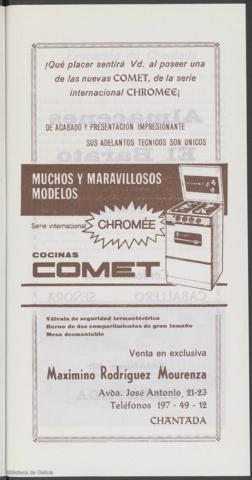 ¡Qué placer sentirá Vd. al poseer una
de las nuevas COMET, de la serie
internacional CHROMEE¡
DE ACABADO Y PRESENTACIÓN IMPRESIONANTE
SUS ADELANTOS TECNICOS SON UNICOS
MUCHOS Y MARAVILLOSOS
MODELOS
Serie internacional
CHROMÉE
COCINAS
COMET
CABALLERO
SEÑORA
Válvula de seguridad termoeléctrica
Horno de dos compartimientos de gran tamaño
Mesa desmontable
Venta en exclusiva
Maximino Rodríguez Mourenza
Avda. José Antonio, 21-23
Teléfonos 197 - 49 - 12
CHANTADA
Biblioteca de Galicia